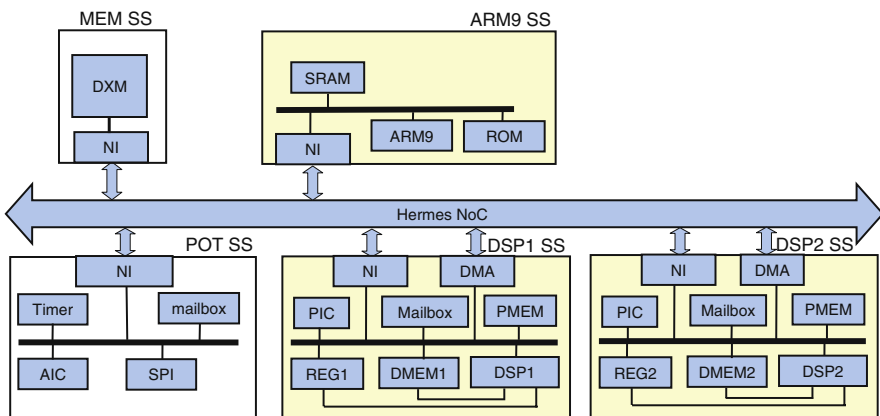 MEM SS
ARM9 SS
DXM
SRAM
NI
NI
ARM9
ROM
Hermes NoC
POT SS
DSP1 SS
DSP2 SS
NI
NI
DMA
NI
DMA
Timer
mailbox
PIC
Mailbox
PMEM
PIC
Mailbox
PMEM
AIC
SPI
REG1
DMEM1
DSP1
REG2
DMEM2
DSP2